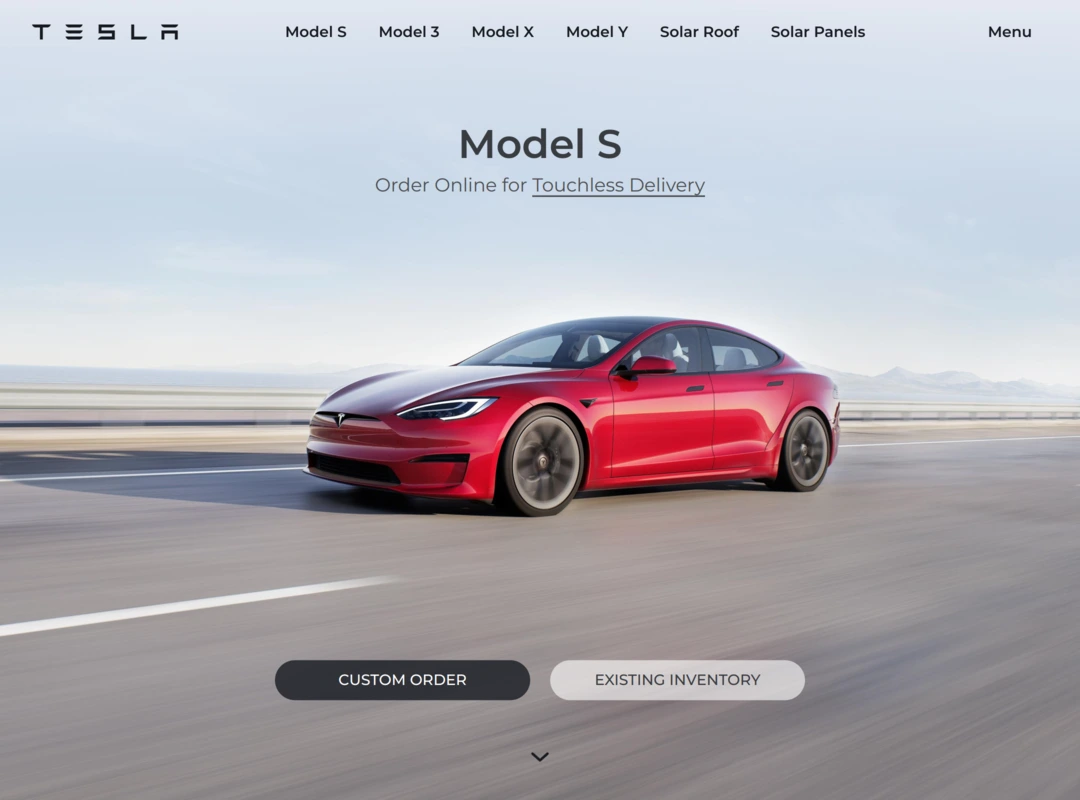 TESLA
Model S Model 3 Model X Model Y Solar Roof Solar Panels Menu
Model S
Order Online for Touchless Delivery
CUSTOM ORDER EXISTING INVENTORY